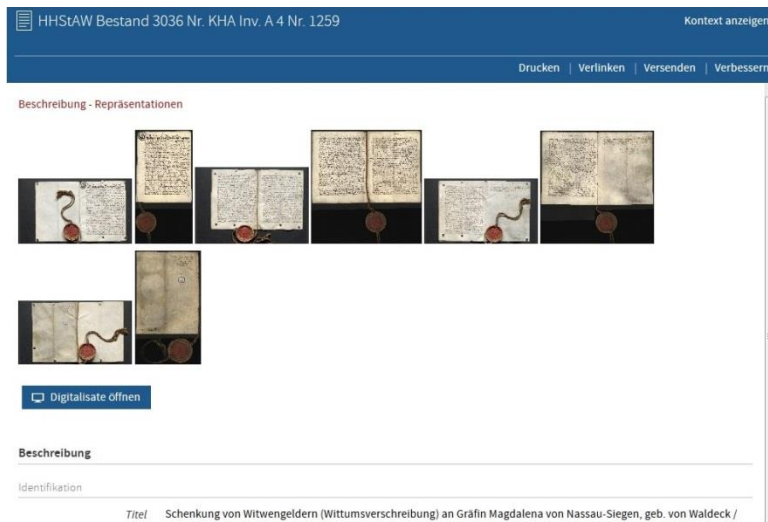 HHStAW Bestand 3036 Nr. KHA Inv. A 4 Nr. 1259
Kontext anzeigen
Drucken | Verlinken | Versenden | Verbessern
Beschreibung - Repräsentationen
Digitalisate öffnen
Beschreibung
Identifikation
Titel Schenkung von Witwengeldern (Wittumsverschreibung) an Gräfin Magdalena von Nassau-Siegen, geb. von Waldeck /